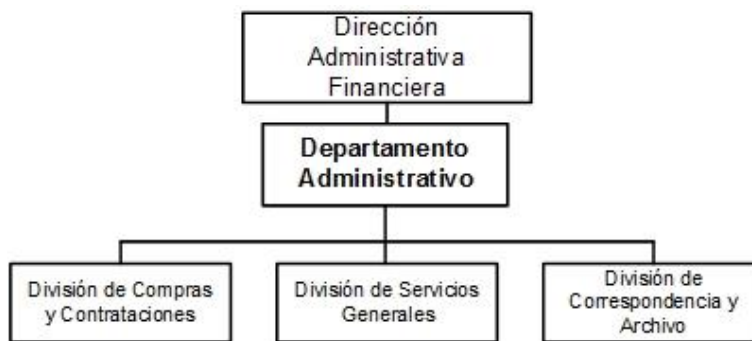 Dirección
Administrativa
Financiera
Departamento
Administrativo
División de Compras
y Contrataciones
División de Servicios
Generales
División de
Correspondencia y
Archivo